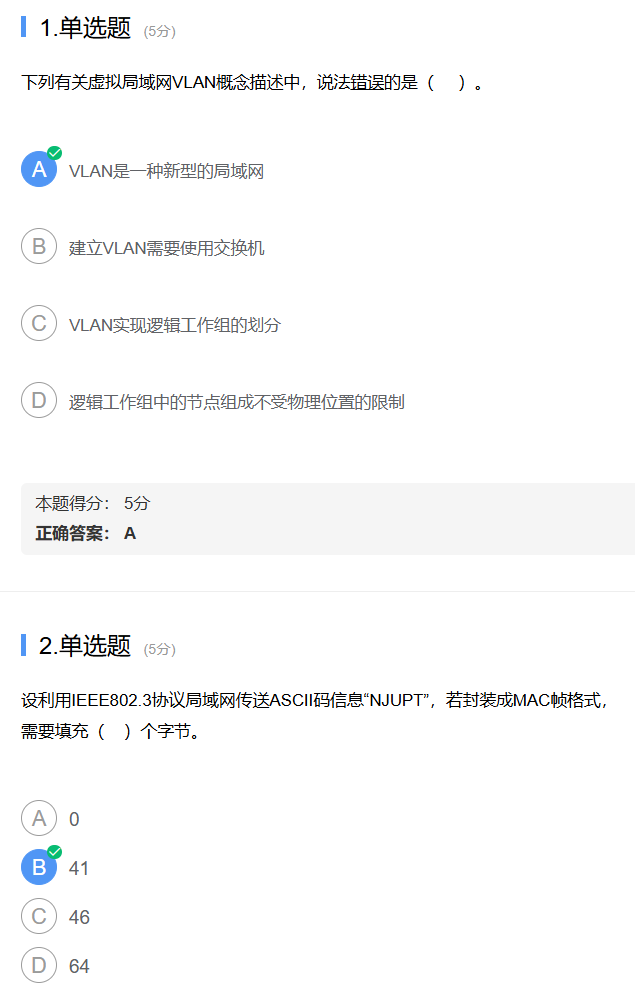 1.单选题 (5分)
下列有关虚拟局域网VLAN概念描述中，说法错误的是（ ）。
A VLAN是一种新型的局域网
B 建立VLAN需要使用交换机
C VLAN实现逻辑工作组的划分
D 逻辑工作组中的节点组成不受物理位置的限制
本题得分： 5分
正确答案： A
2.单选题 (5分)
设利用IEEE802.3协议局域网传送ASCII码信息“NJUPT”，若封装成MAC帧格式，
需要填充（ ）个字节。
A 0
B 41
C 46
D 64